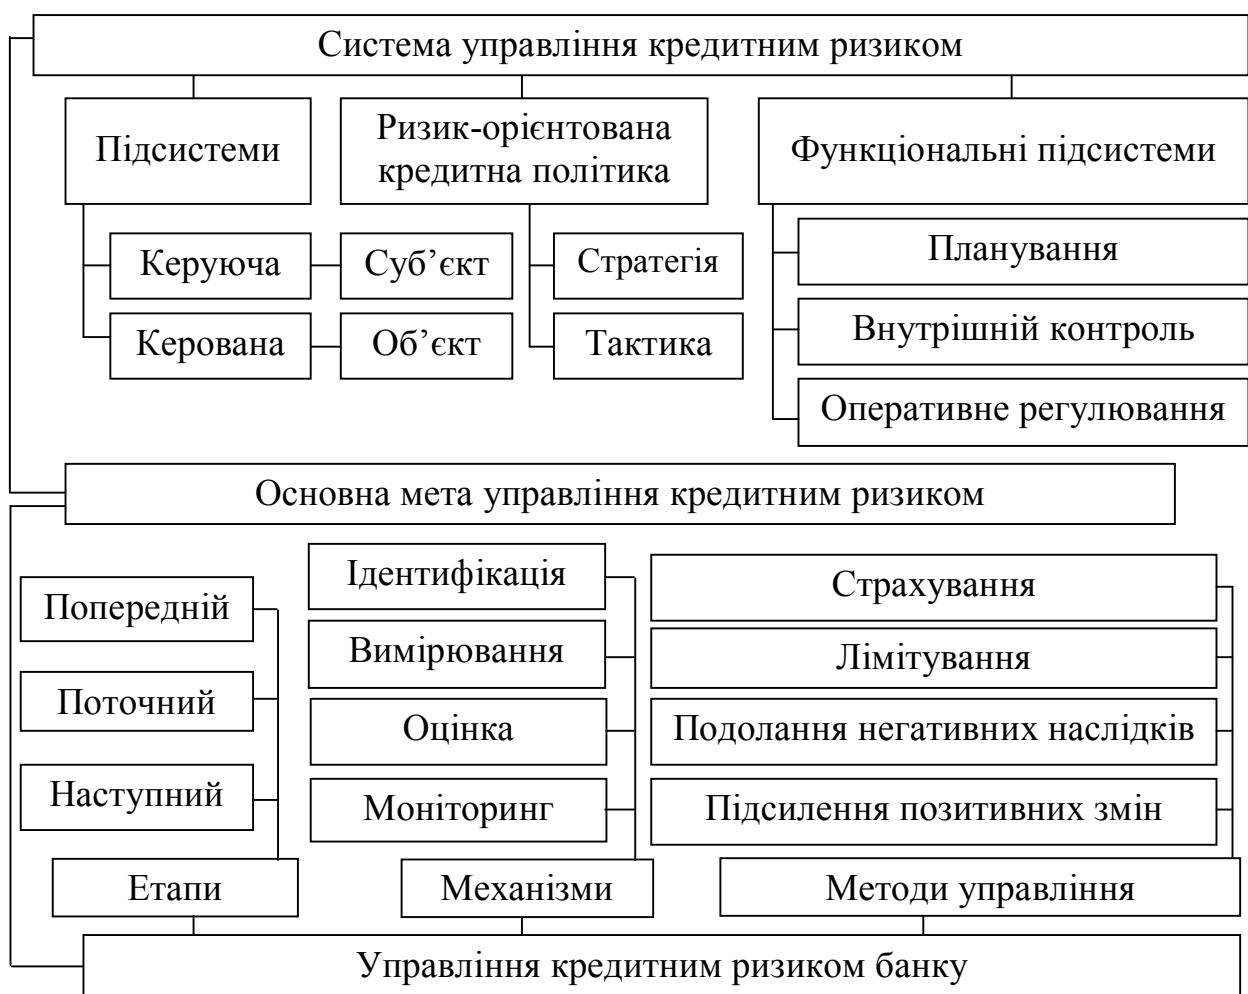 Система управління кредитним ризиком
Підсистеми
Ризик-орієнтована
кредитна політика
Функціональні підсистеми
Керуюча
Суб’єкт
Стратегія
Планування
Керована
Об’єкт
Тактика
Внутрішній контроль
Оперативне регулювання
Основна мета управління кредитним ризиком
Попередній
Поточний
Наступний
Етапи
Ідентифікація
Вимірювання
Оцінка
Моніторинг
Механізми
Страхування
Лімітування
Подолання негативних наслідків
Підсилення позитивних змін
Методи управління
Управління кредитним ризиком банку